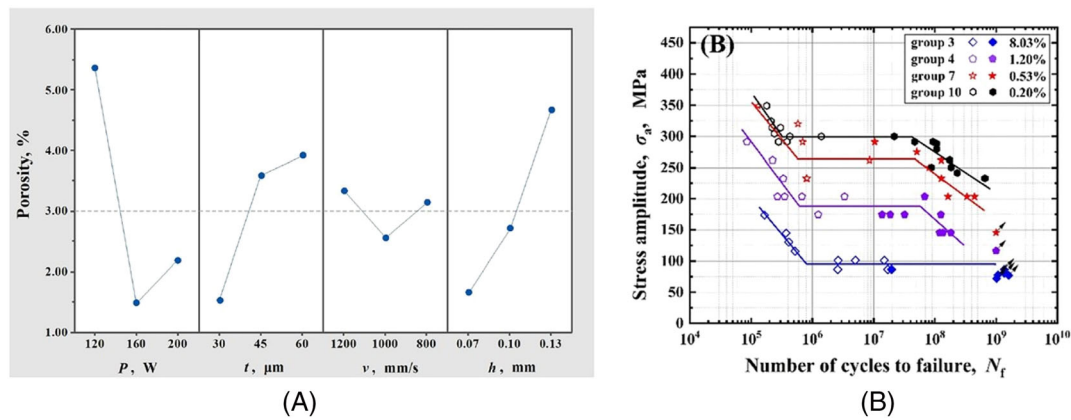 (A)
6.00
5.00
4.00
3.00
2.00
1.00
Porosity, %
120 160 200 30 45 60 1200 1000 800 0.07 0.10 0.13
P, W t, μm v, mm/s h, mm
(A)
(B)
450
400
350
300
250
200
150
100
50
0
Stress amplitude, σa, MPa
group 3 8.03%
group 4 1.20%
group 7 0.53%
group 10 0.20%
10^4 10^5 10^6 10^7 10^8 10^9 10^10
Number of cycles to failure, Nf
(B)